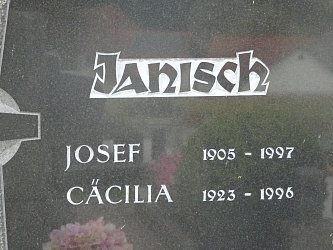 Janisch
JOSEF 1905 - 1997
CÄCILIA 1923 - 1996